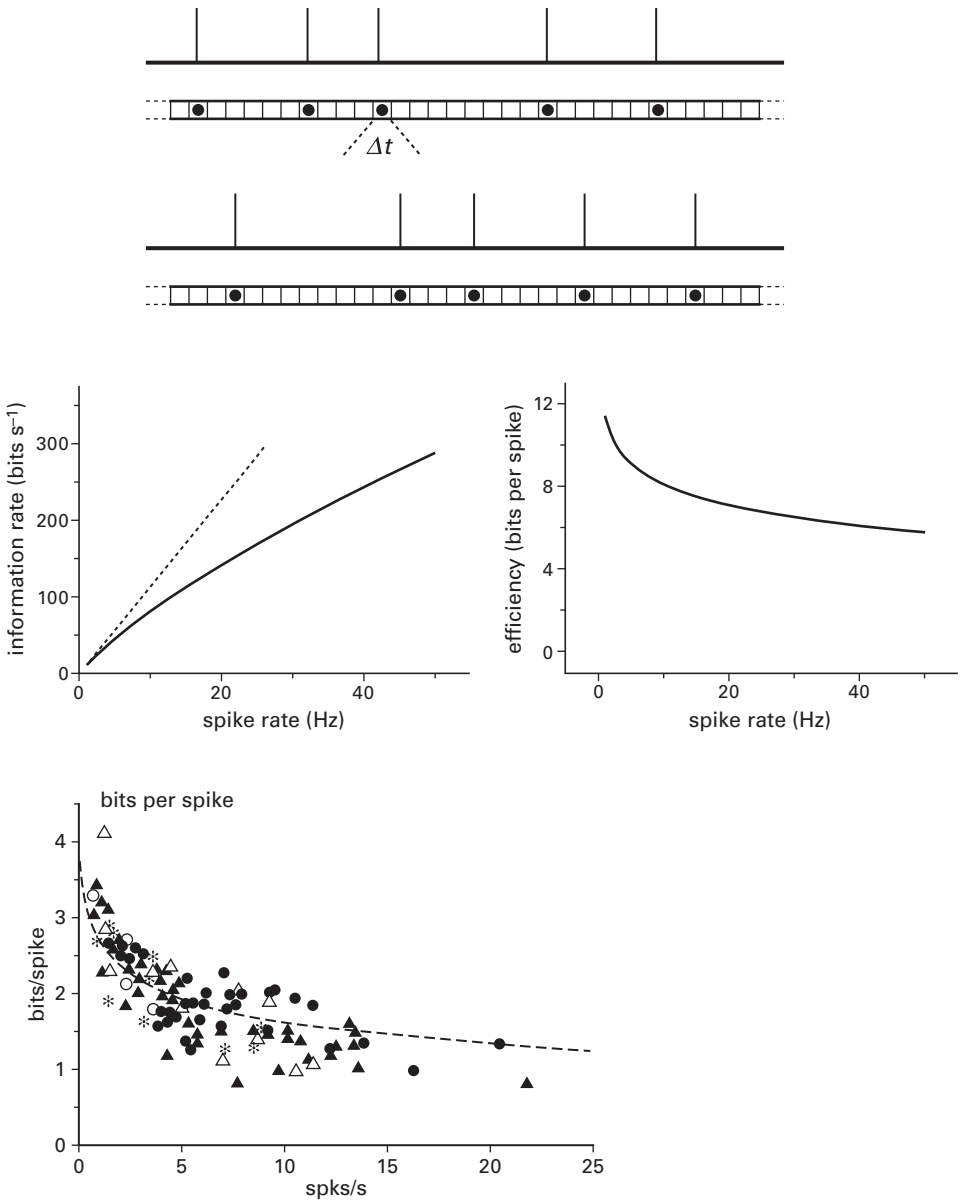 Δt
information rate (bits s⁻¹)
300
200
100
0
0 20 40
spike rate (Hz)
efficiency (bits per spike)
12
8
4
0
0 20 40
spike rate (Hz)
bits per spike
bits/spike
4
3
2
1
0
0 5 10 15 20 25
spks/s